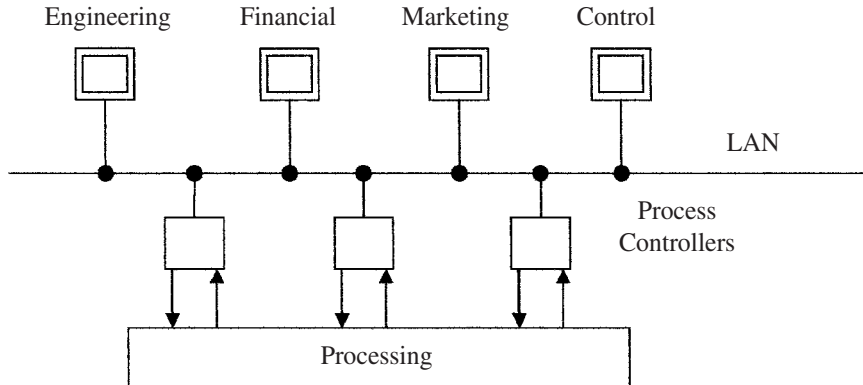 Engineering Financial Marketing Control
LAN
Process
Controllers
Processing